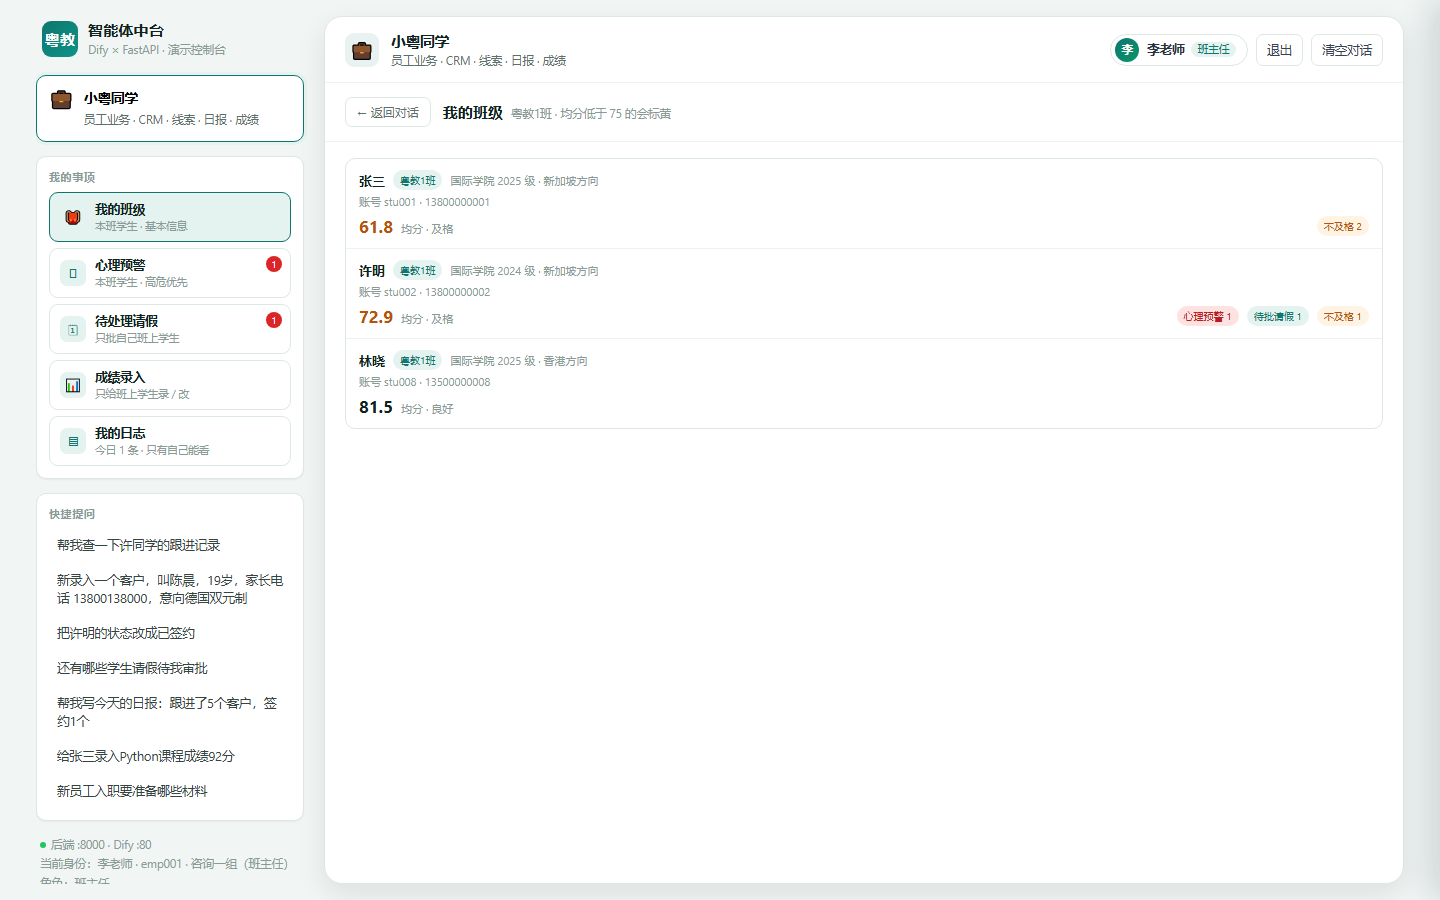 粤教
智能体中台
Dify × FastAPI · 演示控制台
小粤同学
员工业务 · CRM · 线索 · 日报 · 成绩
我的事项
我的班级
本班学生 · 基本信息
心理预警
本班学生 · 高危优先
1
待处理请假
只批自己班上学生
1
成绩录入
只给班上学生录 / 改
我的日志
今日 1 条 · 只有自己能看
快捷提问
帮我查一下许同学的跟进记录
新录入一个客户，叫陈晨，19岁，家长电
话 13800138000，意向德国双元制
把许明的状态改成已签约
还有哪些学生请假待我审批
帮我写今天的日报：跟进了5个客户，签
约1个
给张三录入Python课程成绩92分
新员工入职要准备哪些材料
后端 :8000 · Dify :80
当前身份：李老师 · emp001 · 咨询一组（班主任）
角色：班主任
小粤同学
员工业务 · CRM · 线索 · 日报 · 成绩
李 李老师 班主任
退出
清空对话
← 返回对话 我的班级 粤教1班 · 均分低于 75 的会标黄
张三 粤教1班 国际学院 2025 级 · 新加坡方向
账号 stu001 · 13800000001
61.8 均分 · 及格 不及格 2
许明 粤教1班 国际学院 2024 级 · 新加坡方向
账号 stu002 · 13800000002
72.9 均分 · 及格 心理预警 1 待批请假 1 不及格 1
林晓 粤教1班 国际学院 2025 级 · 香港方向
账号 stu008 · 13500000008
81.5 均分 · 良好